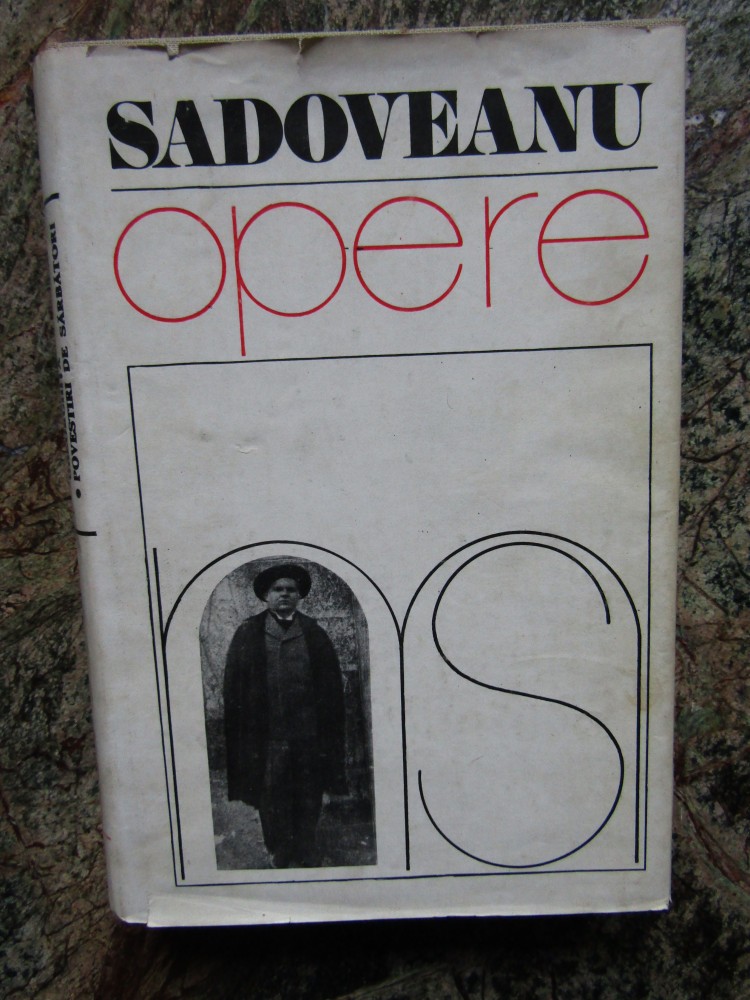 SADOVEANU
opere
ms
• POVESTIRI DE SĂRBĂTORI